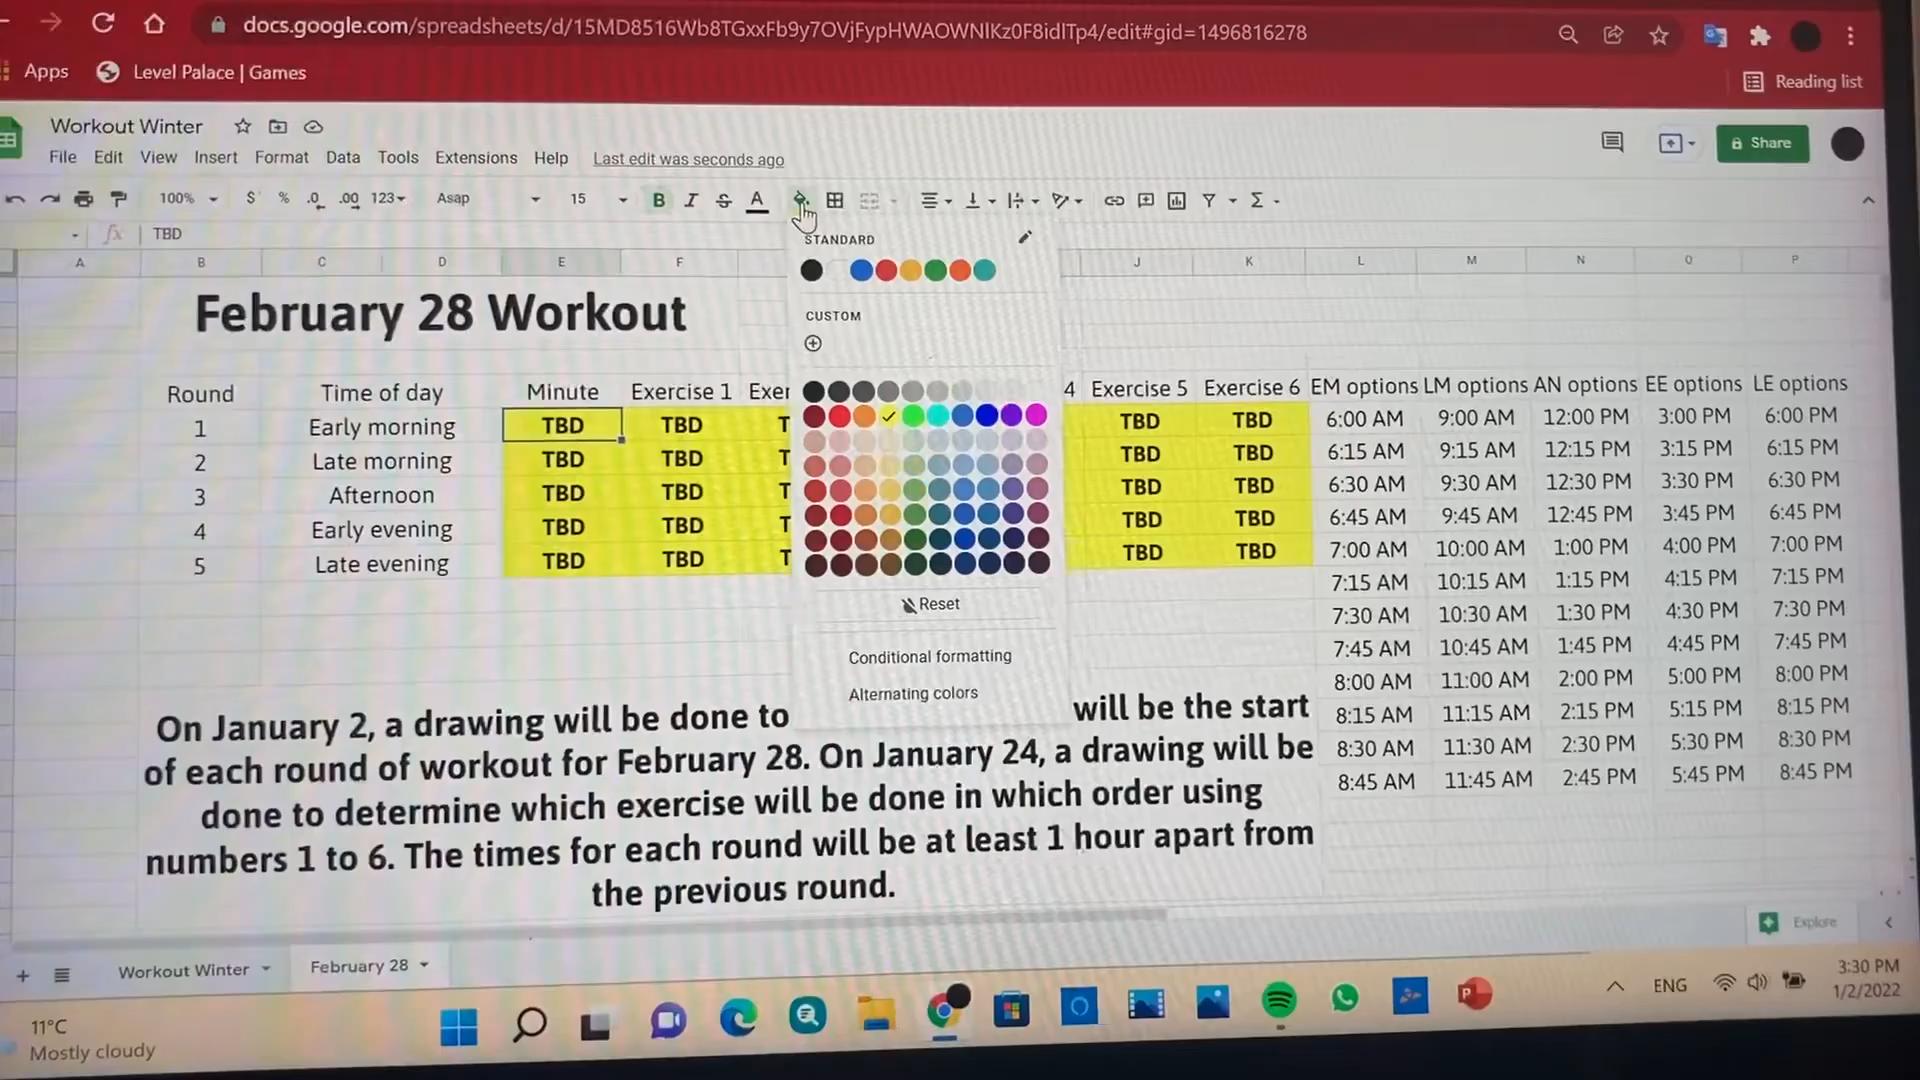 docs.google.com/spreadsheets/d/15MD8516Wb8TGxxFb9y7OVjFypHWAOWNlKz0F8idlTp4/edit#gid=1496816278
Apps Level Palace | Games Reading list
Workout Winter
File Edit View Insert Format Data Tools Extensions Help Last edit was seconds ago Share
100% $ % .0 .00 123 Asap 15 B I S A
fx TBD
STANDARD
A B C D E F J K L M N O P
February 28 Workout
CUSTOM
Round Time of day Minute Exercise 1 Exer 4 Exercise 5 Exercise 6 EM options LM options AN options EE options LE options
1 Early morning TBD TBD T TBD TBD 6:00 AM 9:00 AM 12:00 PM 3:00 PM 6:00 PM
2 Late morning TBD TBD T TBD TBD 6:15 AM 9:15 AM 12:15 PM 3:15 PM 6:15 PM
3 Afternoon TBD TBD T TBD TBD 6:30 AM 9:30 AM 12:30 PM 3:30 PM 6:30 PM
4 Early evening TBD TBD T TBD TBD 6:45 AM 9:45 AM 12:45 PM 3:45 PM 6:45 PM
5 Late evening TBD TBD T TBD TBD 7:00 AM 10:00 AM 1:00 PM 4:00 PM 7:00 PM
7:15 AM 10:15 AM 1:15 PM 4:15 PM 7:15 PM
Reset 7:30 AM 10:30 AM 1:30 PM 4:30 PM 7:30 PM
7:45 AM 10:45 AM 1:45 PM 4:45 PM 7:45 PM
Conditional formatting 8:00 AM 11:00 AM 2:00 PM 5:00 PM 8:00 PM
Alternating colors 8:15 AM 11:15 AM 2:15 PM 5:15 PM 8:15 PM
8:30 AM 11:30 AM 2:30 PM 5:30 PM 8:30 PM
8:45 AM 11:45 AM 2:45 PM 5:45 PM 8:45 PM
On January 2, a drawing will be done to will be the start
of each round of workout for February 28. On January 24, a drawing will be
done to determine which exercise will be done in which order using
numbers 1 to 6. The times for each round will be at least 1 hour apart from
the previous round.
Explore
Workout Winter February 28
ENG 3:30 PM
1/2/2022
11°C
Mostly cloudy